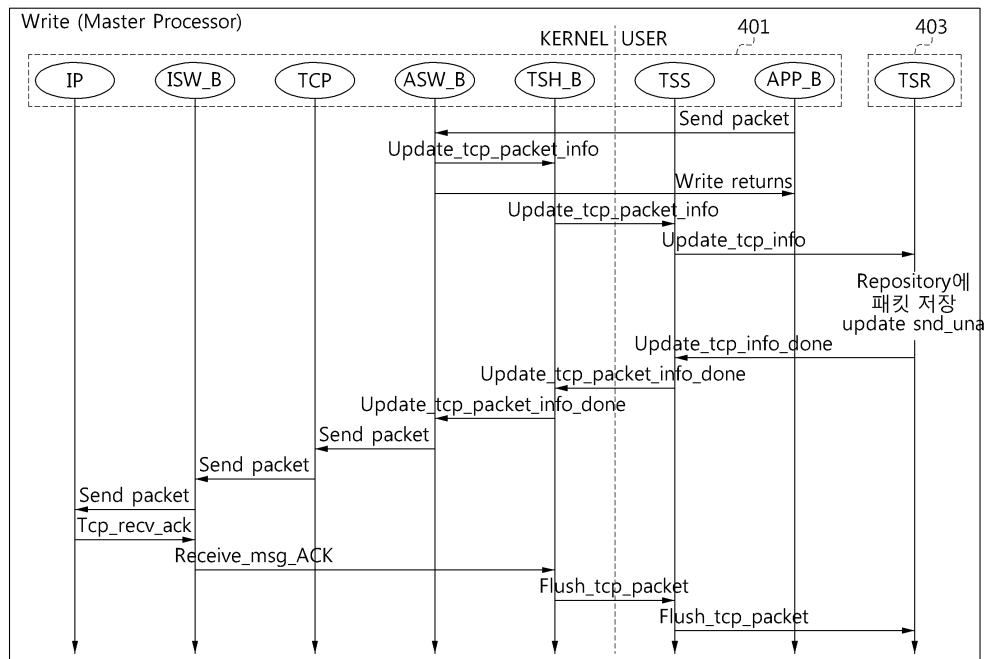 Write (Master Processor)
KERNEL USER
401
403
IP
ISW_B
TCP
ASW_B
TSH_B
TSS
APP_B
TSR
Send packet
Update_tcp_packet_info
Write returns
Update_tcp_packet_info
Update_tcp_info
Repository에
패킷 저장
update snd_una
Update_tcp_info_done
Update_tcp_packet_info_done
Update_tcp_packet_info_done
Send packet
Send packet
Send packet
Tcp_recv_ack
Receive_msg_ACK
Flush_tcp_packet
Flush_tcp_packet